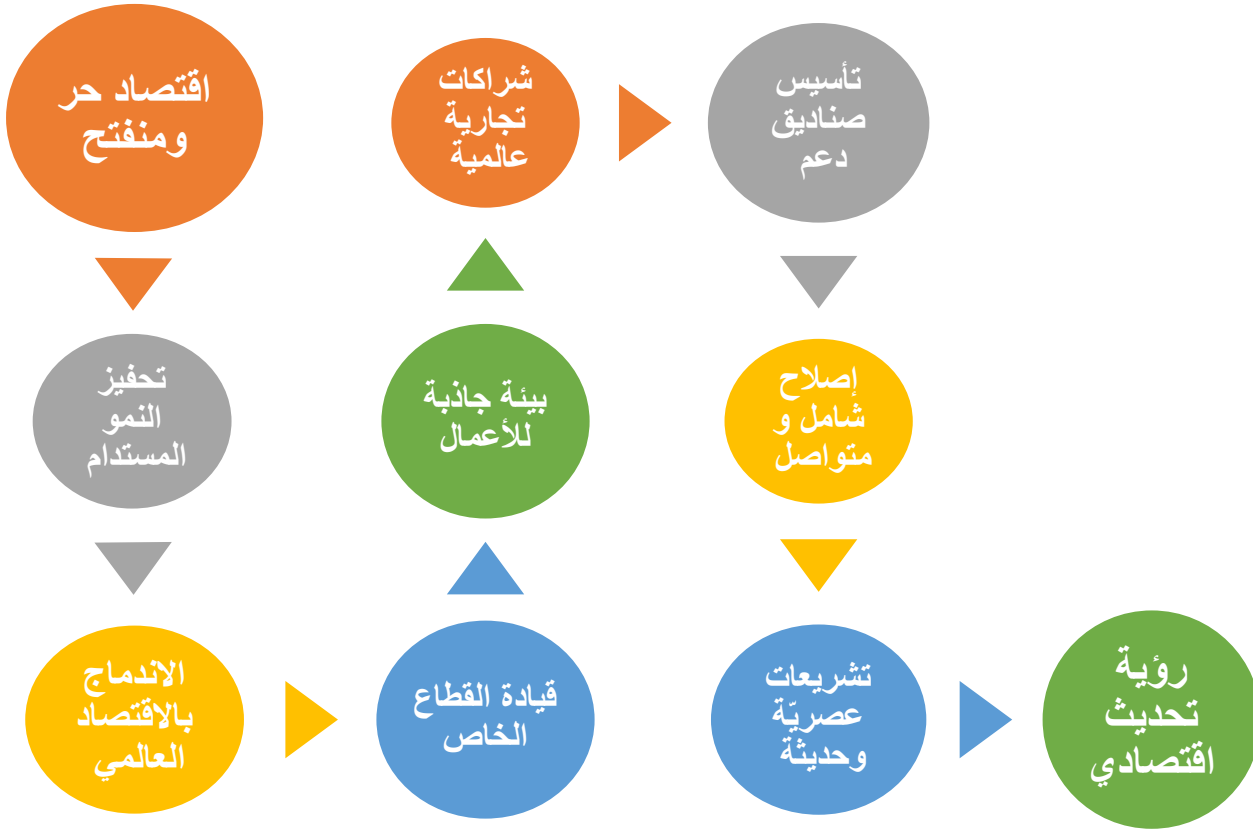 اقتصاد حر
ومنفتح
تحفيز
النمو
المستدام
الاندماج
بالاقتصاد
العالمي
قيادة القطاع
الخاص
بيئة جاذبة
للأعمال
شراكات
تجارية
عالمية
تأسيس
صناديق
دعم
إصلاح
شامل و
متواصل
تشريعات
عصريّة
وحديثة
رؤية
تحديث
اقتصادي